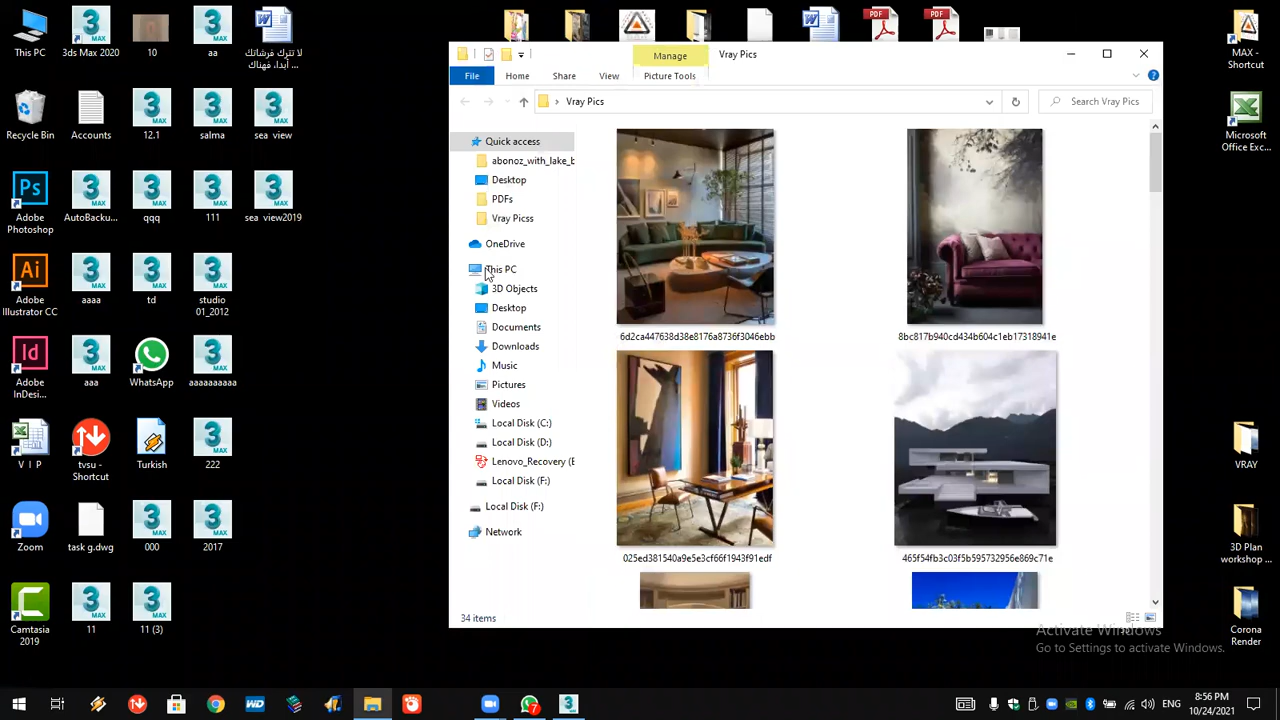 This PC
3ds Max 2020
10
aa
لا تترك فرشاتك
أبدا، فهناك ...
Recycle Bin
Accounts
12.1
salma
sea view
Adobe
Photoshop
AutoBacku...
qqq
111
sea view2019
Adobe
Illustrator CC
aaaa
td
studio
01_2012
Adobe
InDesi...
aaa
WhatsApp
aaaaaaaaaa
V I P
tvsu -
Shortcut
Turkish
222
Zoom
task g.dwg
000
2017
Camtasia
2019
11
11 (3)
Manage
Vray Pics
File
Home
Share
View
Picture Tools
Vray Pics
Search Vray Pics
Quick access
abonoz_with_lake_b
Desktop
PDFs
Vray Picss
OneDrive
This PC
3D Objects
Desktop
Documents
Downloads
Music
Pictures
Videos
Local Disk (C:)
Local Disk (D:)
Lenovo_Recovery (E
Local Disk (F:)
Local Disk (F:)
Network
6d2ca447638d38e8176a8736f3046ebb
8bc817b940cd434b604c1eb17318941e
025ed381540a9e5e3cf66f1943f91edf
465f54fb3c03f5b595732956e869c71e
34 items
MAX -
Shortcut
Microsoft
Office Exc...
VRAY
3D Plan
workshop ...
Corona
Render
Activate Windows
Go to Settings to activate Windows.
ENG
8:56 PM
10/24/2021